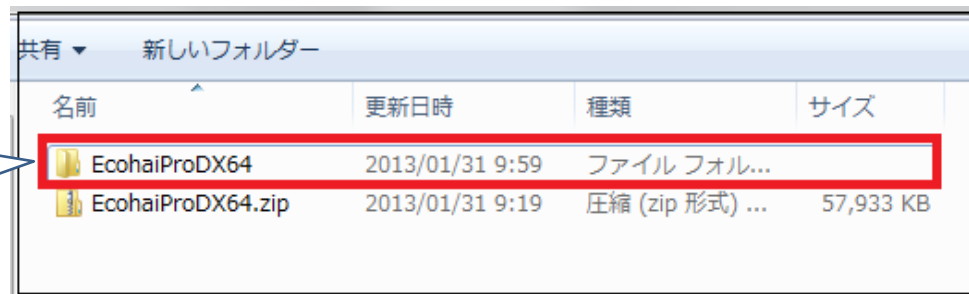 共有 ▼ 新しいフォルダー
名前 更新日時 種類 サイズ
EcohaiProDX64 2013/01/31 9:59 ファイル フォル...
EcohaiProDX64.zip 2013/01/31 9:19 圧縮 (zip 形式) ... 57,933 KB